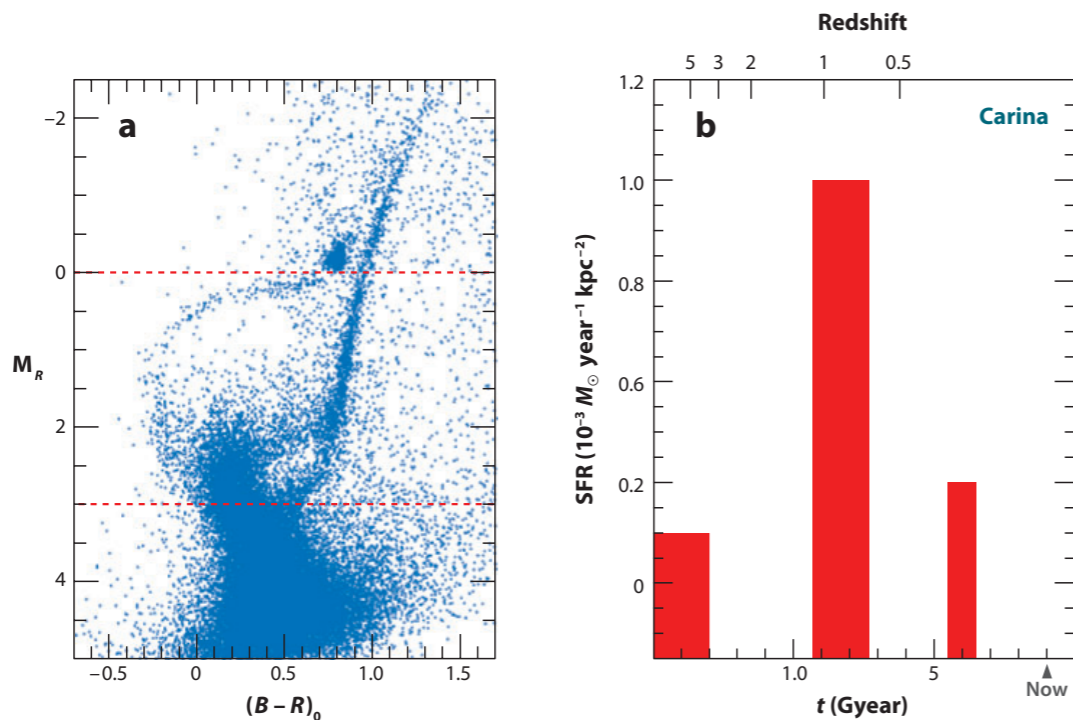 a
−2
0
2
4
M_R
−0.5 0 0.5 1.0 1.5
(B − R)₀
Redshift
5 3 2 1 0.5
b
Carina
1.2
1.0
0.8
0.6
0.4
0.2
0
SFR (10⁻³ M⊙ year⁻¹ kpc⁻²)
1.0 5
Now
t (Gyear)